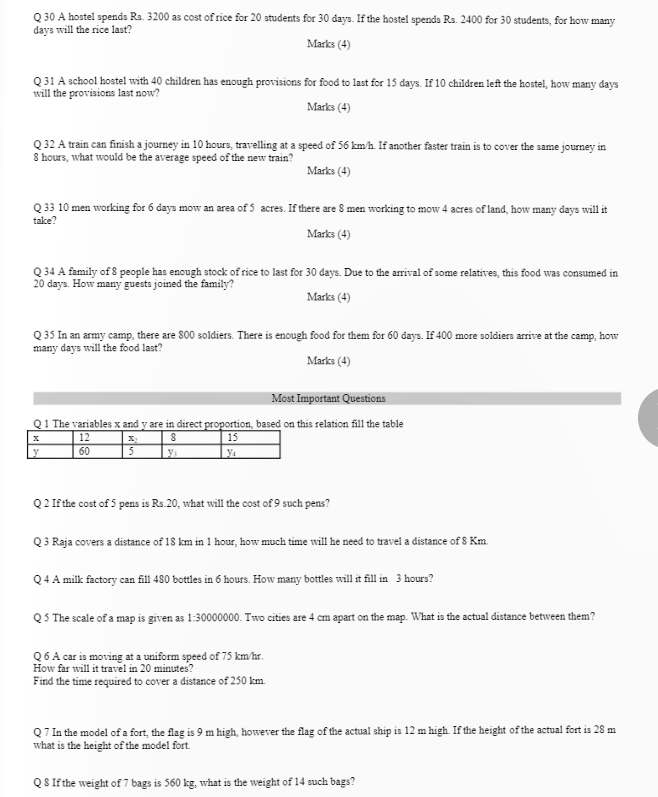 Q 30 A hostel spends Rs. 3200 as cost of rice for 20 students for 30 days. If the hostel spends Rs. 2400 for 30 students, for how many
days will the rice last?
Marks (4)
Q 31 A school hostel with 40 children has enough provisions for food to last for 15 days. If 10 children left the hostel, how many days
will the provisions last now?
Marks (4)
Q 32 A train can finish a journey in 10 hours, travelling at a speed of 56 km/h. If another faster train is to cover the same journey in
8 hours, what would be the average speed of the new train?
Marks (4)
Q 33 10 men working for 6 days mow an area of 5 acres. If there are 8 men working to mow 4 acres of land, how many days will it
take?
Marks (4)
Q 34 A family of 8 people has enough stock of rice to last for 30 days. Due to the arrival of some relatives, this food was consumed in
20 days. How many guests joined the family?
Marks (4)
Q 35 In an army camp, there are 800 soldiers. There is enough food for them for 60 days. If 400 more soldiers arrive at the camp, how
many days will the food last?
Marks (4)
Most Important Questions
Q 1 The variables x and y are in direct proportion, based on this relation fill the table
x 12 x₂ 8 15
y 60 5 y₃ y₄
Q 2 If the cost of 5 pens is Rs.20, what will the cost of 9 such pens?
Q 3 Raja covers a distance of 18 km in 1 hour, how much time will he need to travel a distance of 8 Km.
Q 4 A milk factory can fill 480 bottles in 6 hours. How many bottles will it fill in 3 hours?
Q 5 The scale of a map is given as 1:30000000. Two cities are 4 cm apart on the map. What is the actual distance between them?
Q 6 A car is moving at a uniform speed of 75 km/hr.
How far will it travel in 20 minutes?
Find the time required to cover a distance of 250 km.
Q 7 In the model of a fort, the flag is 9 m high, however the flag of the actual ship is 12 m high. If the height of the actual fort is 28 m
what is the height of the model fort.
Q 8 If the weight of 7 bags is 560 kg, what is the weight of 14 such bags?